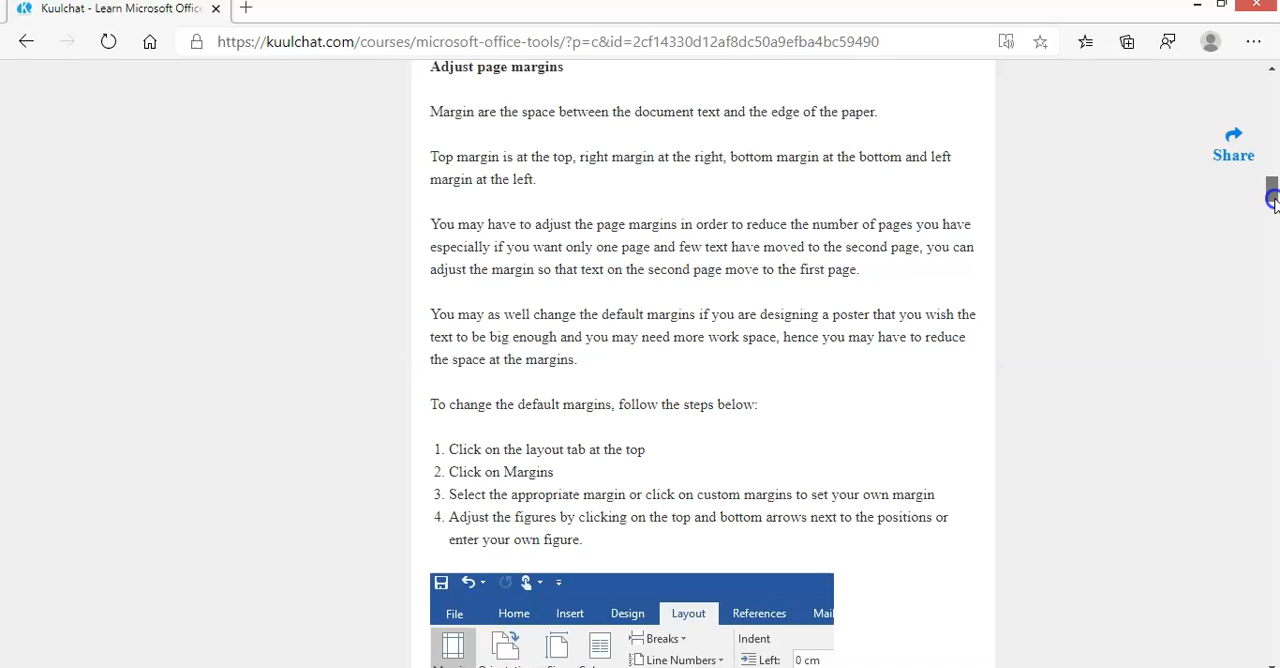 Kuulchat - Learn Microsoft Offic
https://kuulchat.com/courses/microsoft-office-tools/?p=c&id=2cf14330d12af8dc50a9efba4bc59490
Adjust page margins
Margin are the space between the document text and the edge of the paper.
Share
Top margin is at the top, right margin at the right, bottom margin at the bottom and left
margin at the left.
You may have to adjust the page margins in order to reduce the number of pages you have
especially if you want only one page and few text have moved to the second page, you can
adjust the margin so that text on the second page move to the first page.
You may as well change the default margins if you are designing a poster that you wish the
text to be big enough and you may need more work space, hence you may have to reduce
the space at the margins.
To change the default margins, follow the steps below:
1. Click on the layout tab at the top
2. Click on Margins
3. Select the appropriate margin or click on custom margins to set your own margin
4. Adjust the figures by clicking on the top and bottom arrows next to the positions or
enter your own figure.
File Home Insert Design Layout References Mail
Breaks Indent
Line Numbers Left: 0 cm